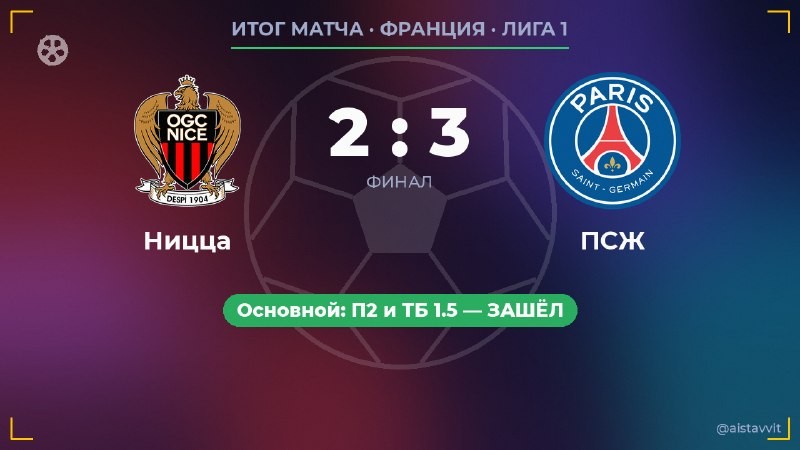 ИТОГ МАТЧА · ФРАНЦИЯ · ЛИГА 1
OGC
NICE
DESPI 1904
2 : 3
ФИНАЛ
PARIS
SAINT - GERMAIN
Ницца
ПСЖ
Основной: П2 и ТБ 1.5 — ЗАШЁЛ
@aistavvit